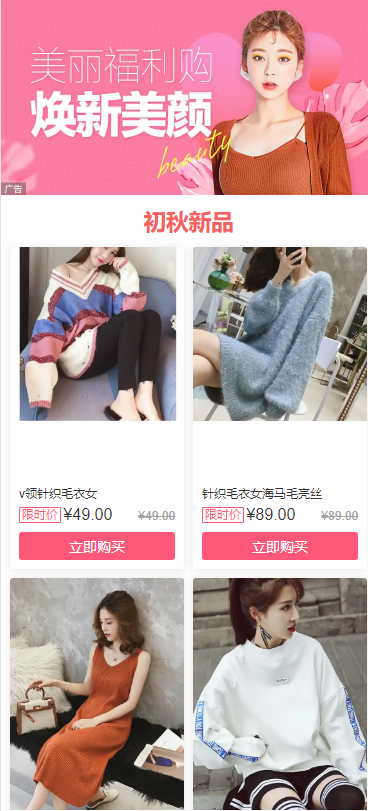 美丽福利购
焕新美颜
beauty
广告
初秋新品
v领针织毛衣女
限时价 ¥49.00 ¥49.00
立即购买
针织毛衣女海马毛亮丝
限时价 ¥89.00 ¥89.00
立即购买